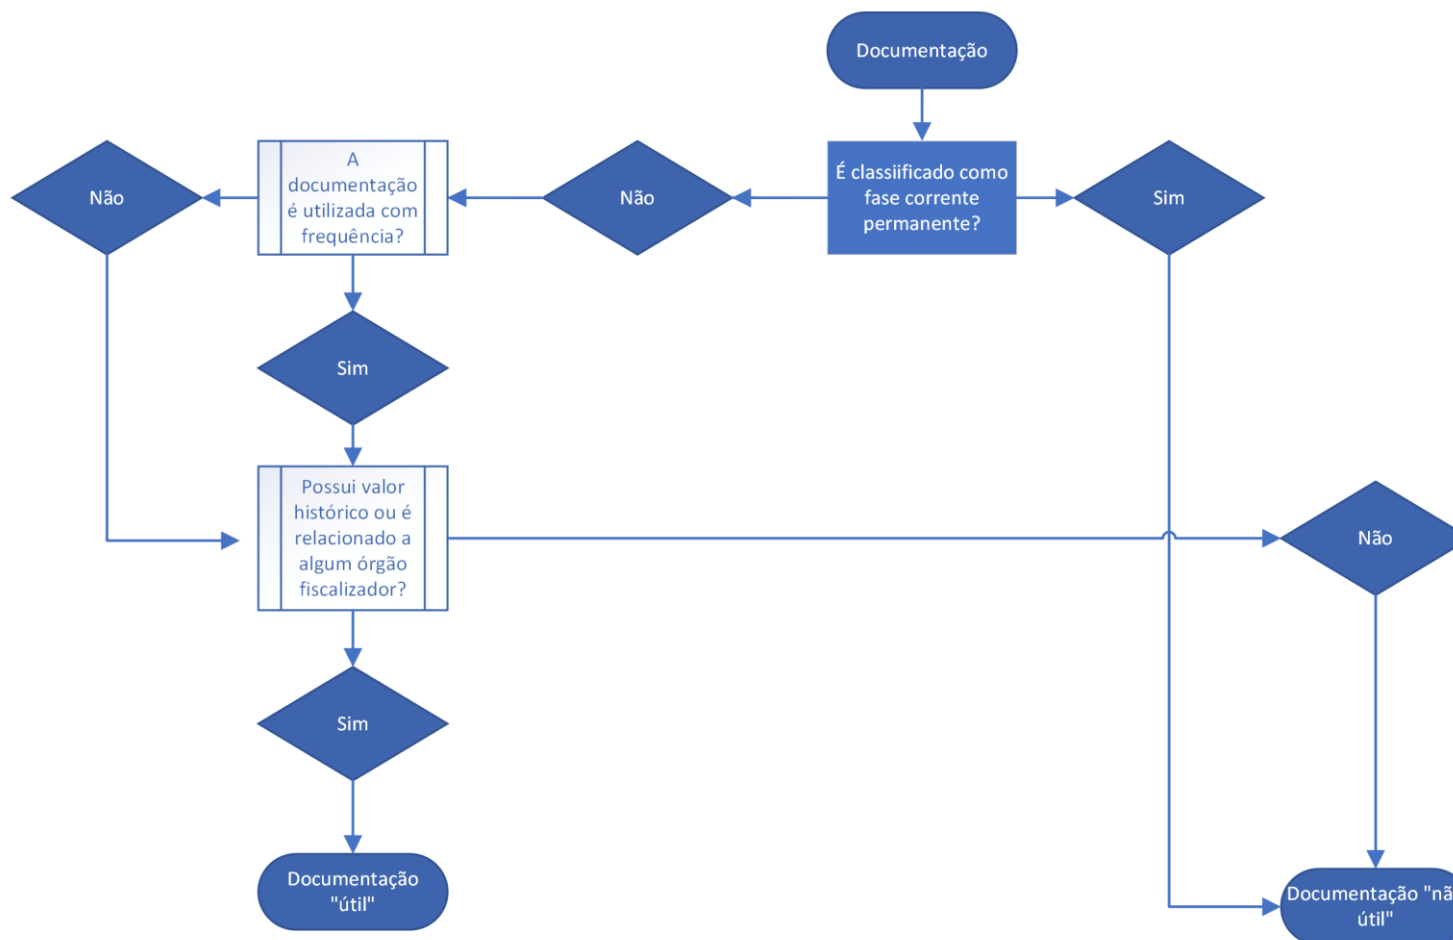 Documentação
A
documentação
é utilizada com
frequência?
Não
Não
É classiificado como
fase corrente
permanente?
Sim
Sim
Possui valor
histórico ou é
relacionado a
algum órgão
fiscalizador?
Não
Sim
Documentação
"útil"
Documentação "nã
útil"